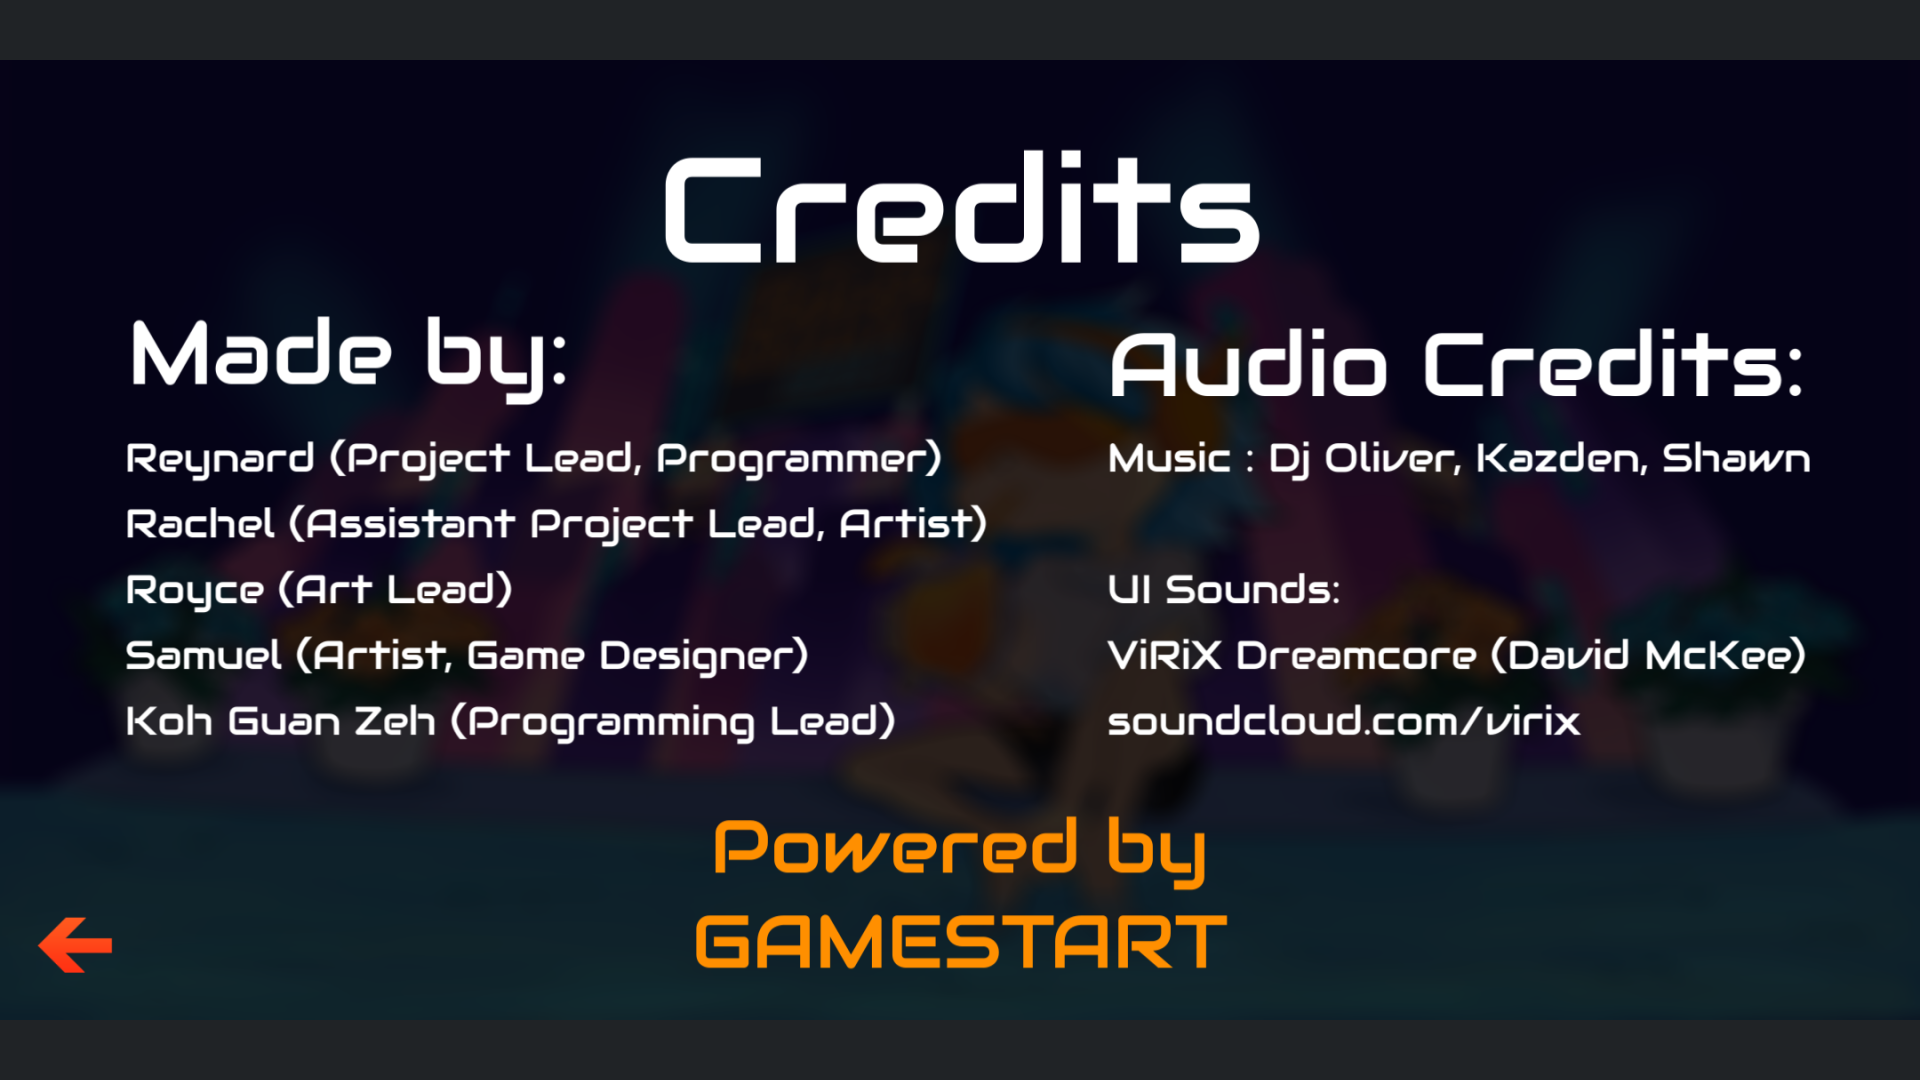 Credits
Made by:
Reynard (Project Lead, Programmer)
Rachel (Assistant Project Lead, Artist)
Royce (Art Lead)
Samuel (Artist, Game Designer)
Koh Guan Zeh (Programming Lead)
Audio Credits:
Music : Dj Oliver, Kazden, Shawn
UI Sounds:
ViRiX Dreamcore (David McKee)
soundcloud.com/virix
Powered by
GAMESTART